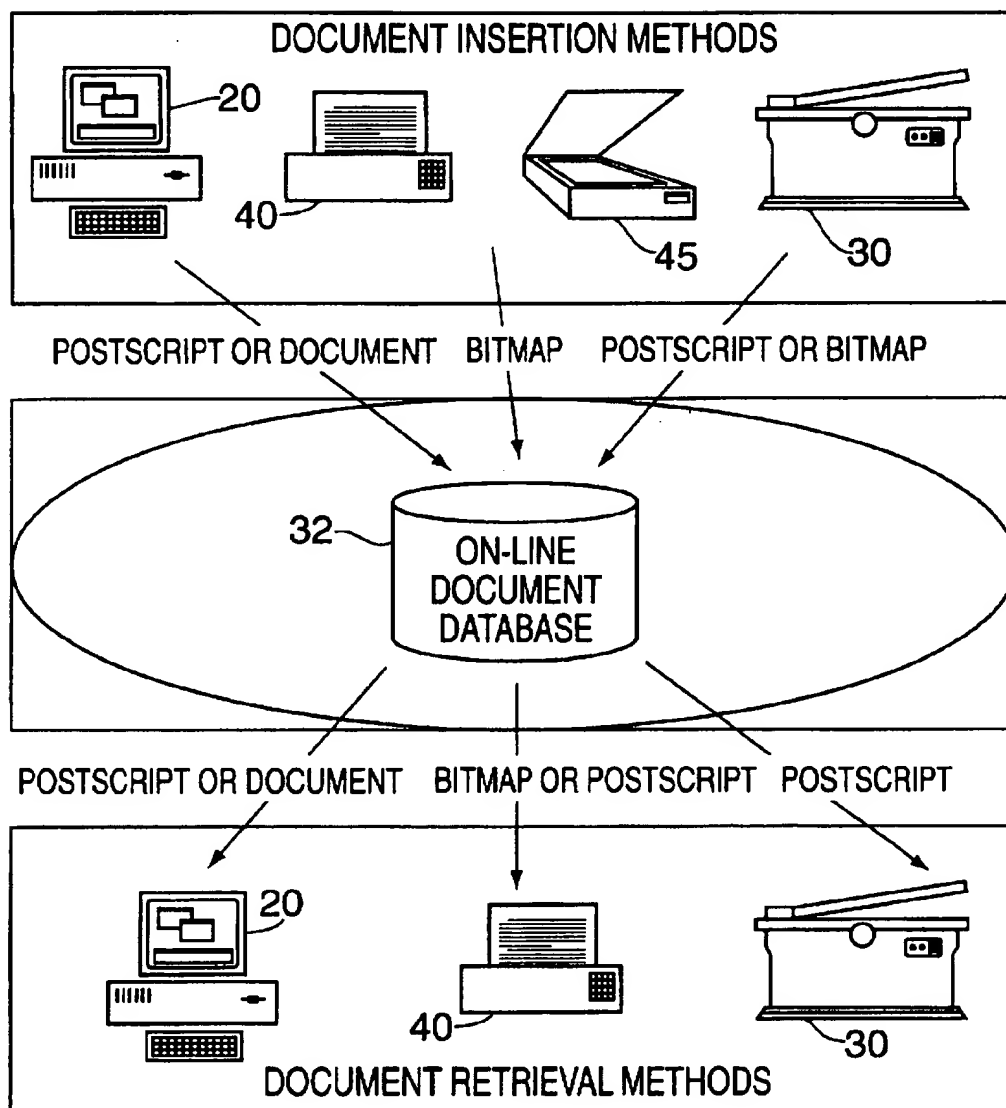 DOCUMENT INSERTION METHODS
20
40
45
30
POSTSCRIPT OR DOCUMENT BITMAP POSTSCRIPT OR BITMAP
32
ON-LINE
DOCUMENT
DATABASE
POSTSCRIPT OR DOCUMENT BITMAP OR POSTSCRIPT POSTSCRIPT
20
40
30
DOCUMENT RETRIEVAL METHODS